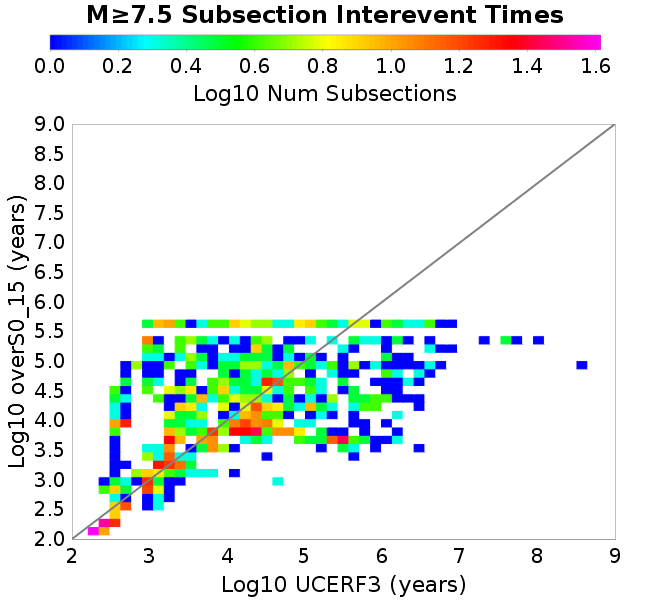 M≥7.5 Subsection Interevent Times
0.0 0.2 0.4 0.6 0.8 1.0 1.2 1.4 1.6
Log10 Num Subsections
9.0
8.5
8.0
7.5
7.0
6.5
6.0
5.5
5.0
4.5
4.0
3.5
3.0
2.5
2.0
Log10 overS0_15 (years)
2 3 4 5 6 7 8 9
Log10 UCERF3 (years)